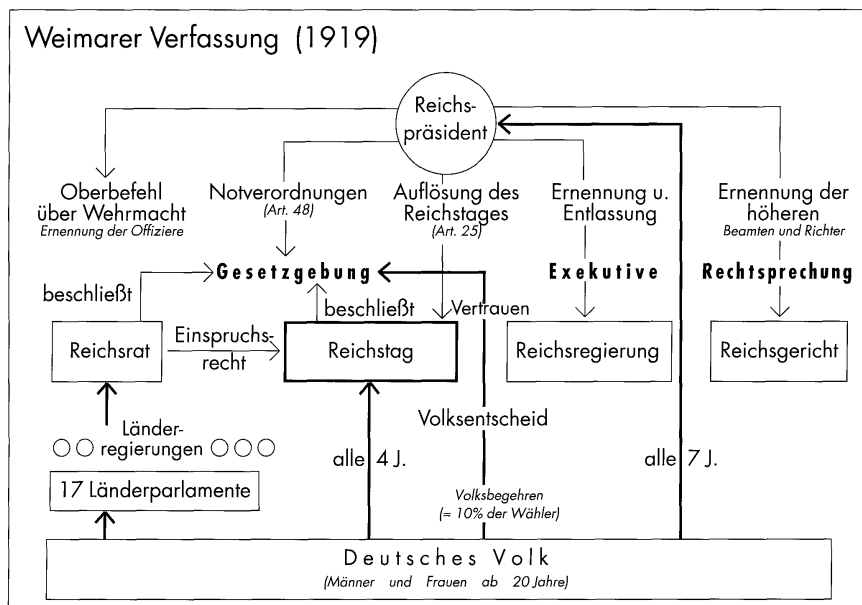 Weimarer Verfassung (1919)
Reichs-
präsident
Oberbefehl
über Wehrmacht
Ernennung der Offiziere
Notverordnungen
(Art. 48)
Auflösung des
Reichstages
(Art. 25)
Ernennung u.
Entlassung
Ernennung der
höheren
Beamten und Richter
Gesetzgebung
Exekutive
Rechtsprechung
beschließt
beschließt
Vertrauen
Reichsrat
Einspruchs-
recht
Reichstag
Reichsregierung
Reichsgericht
Länder-
regierungen
Volksentscheid
alle 4 J.
alle 7 J.
17 Länderparlamente
Volksbegehren
(= 10% der Wähler)
Deutsches Volk
(Männer und Frauen ab 20 Jahre)